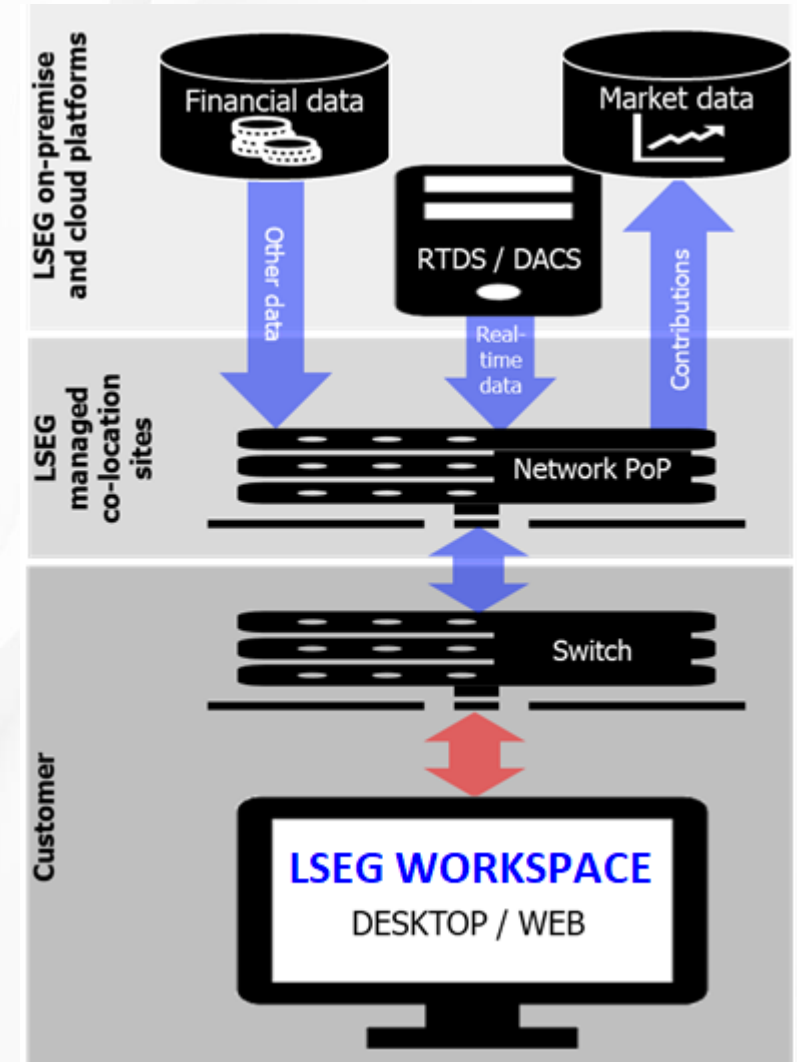 LSEG on-premise
and cloud platforms
Financial data
Market data
RTDS / DACS
Other data
Real-
time
data
Contributions
LSEG
managed
co-location
sites
Network PoP
Customer
Switch
LSEG WORKSPACE
DESKTOP / WEB